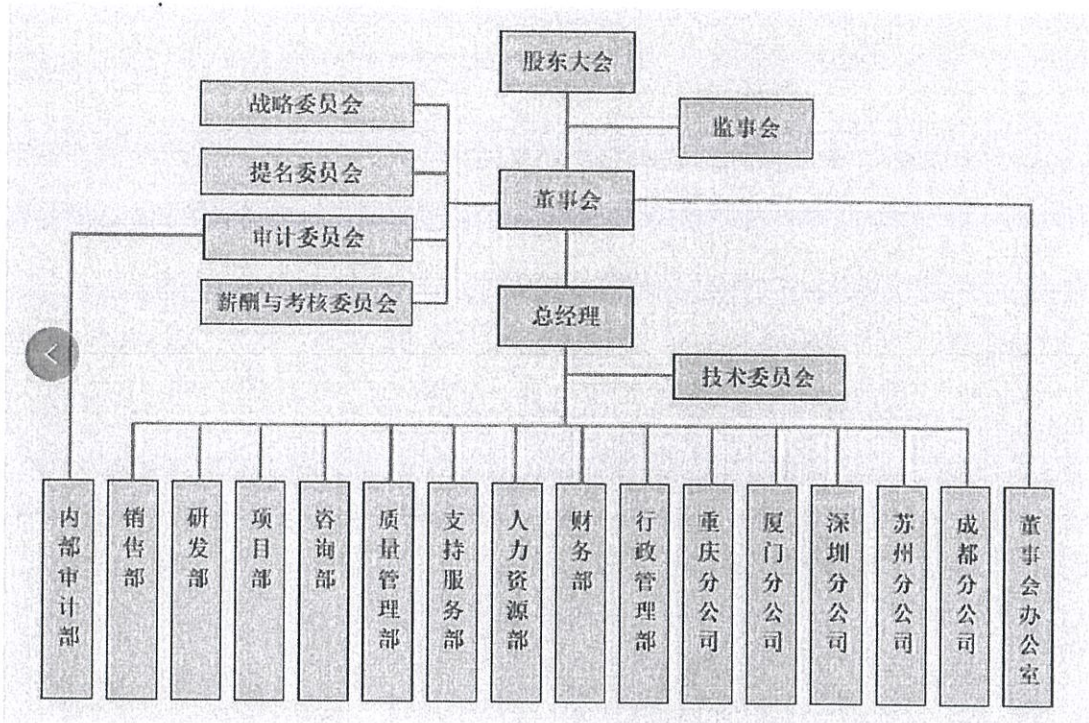 股东大会
战略委员会
监事会
提名委员会
董事会
审计委员会
薪酬与考核委员会
总经理
技术委员会
内部审计部
销售部
研发部
项目部
咨询部
质量管理部
支持服务部
人力资源部
财务部
行政管理部
重庆分公司
厦门分公司
深圳分公司
苏州分公司
成都分公司
董事会办公室